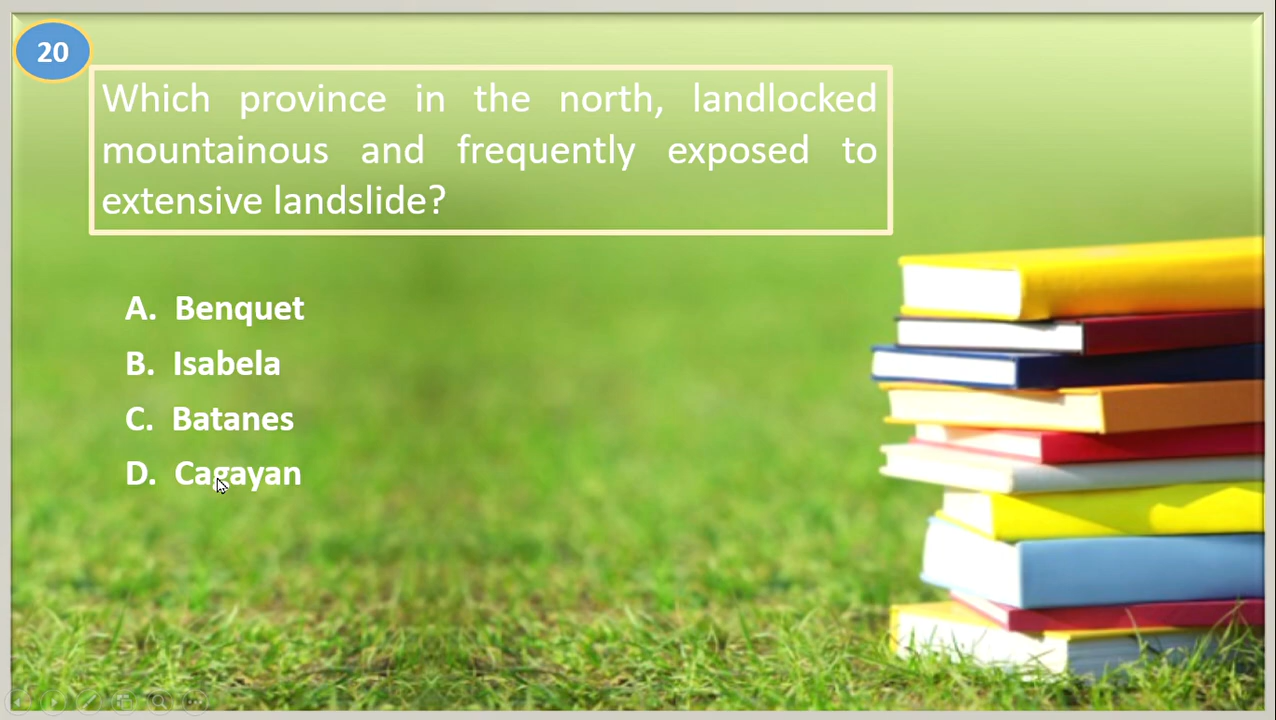 20
Which province in the north, landlocked
mountainous and frequently exposed to
extensive landslide?
A. Benquet
B. Isabela
C. Batanes
D. Cagayan